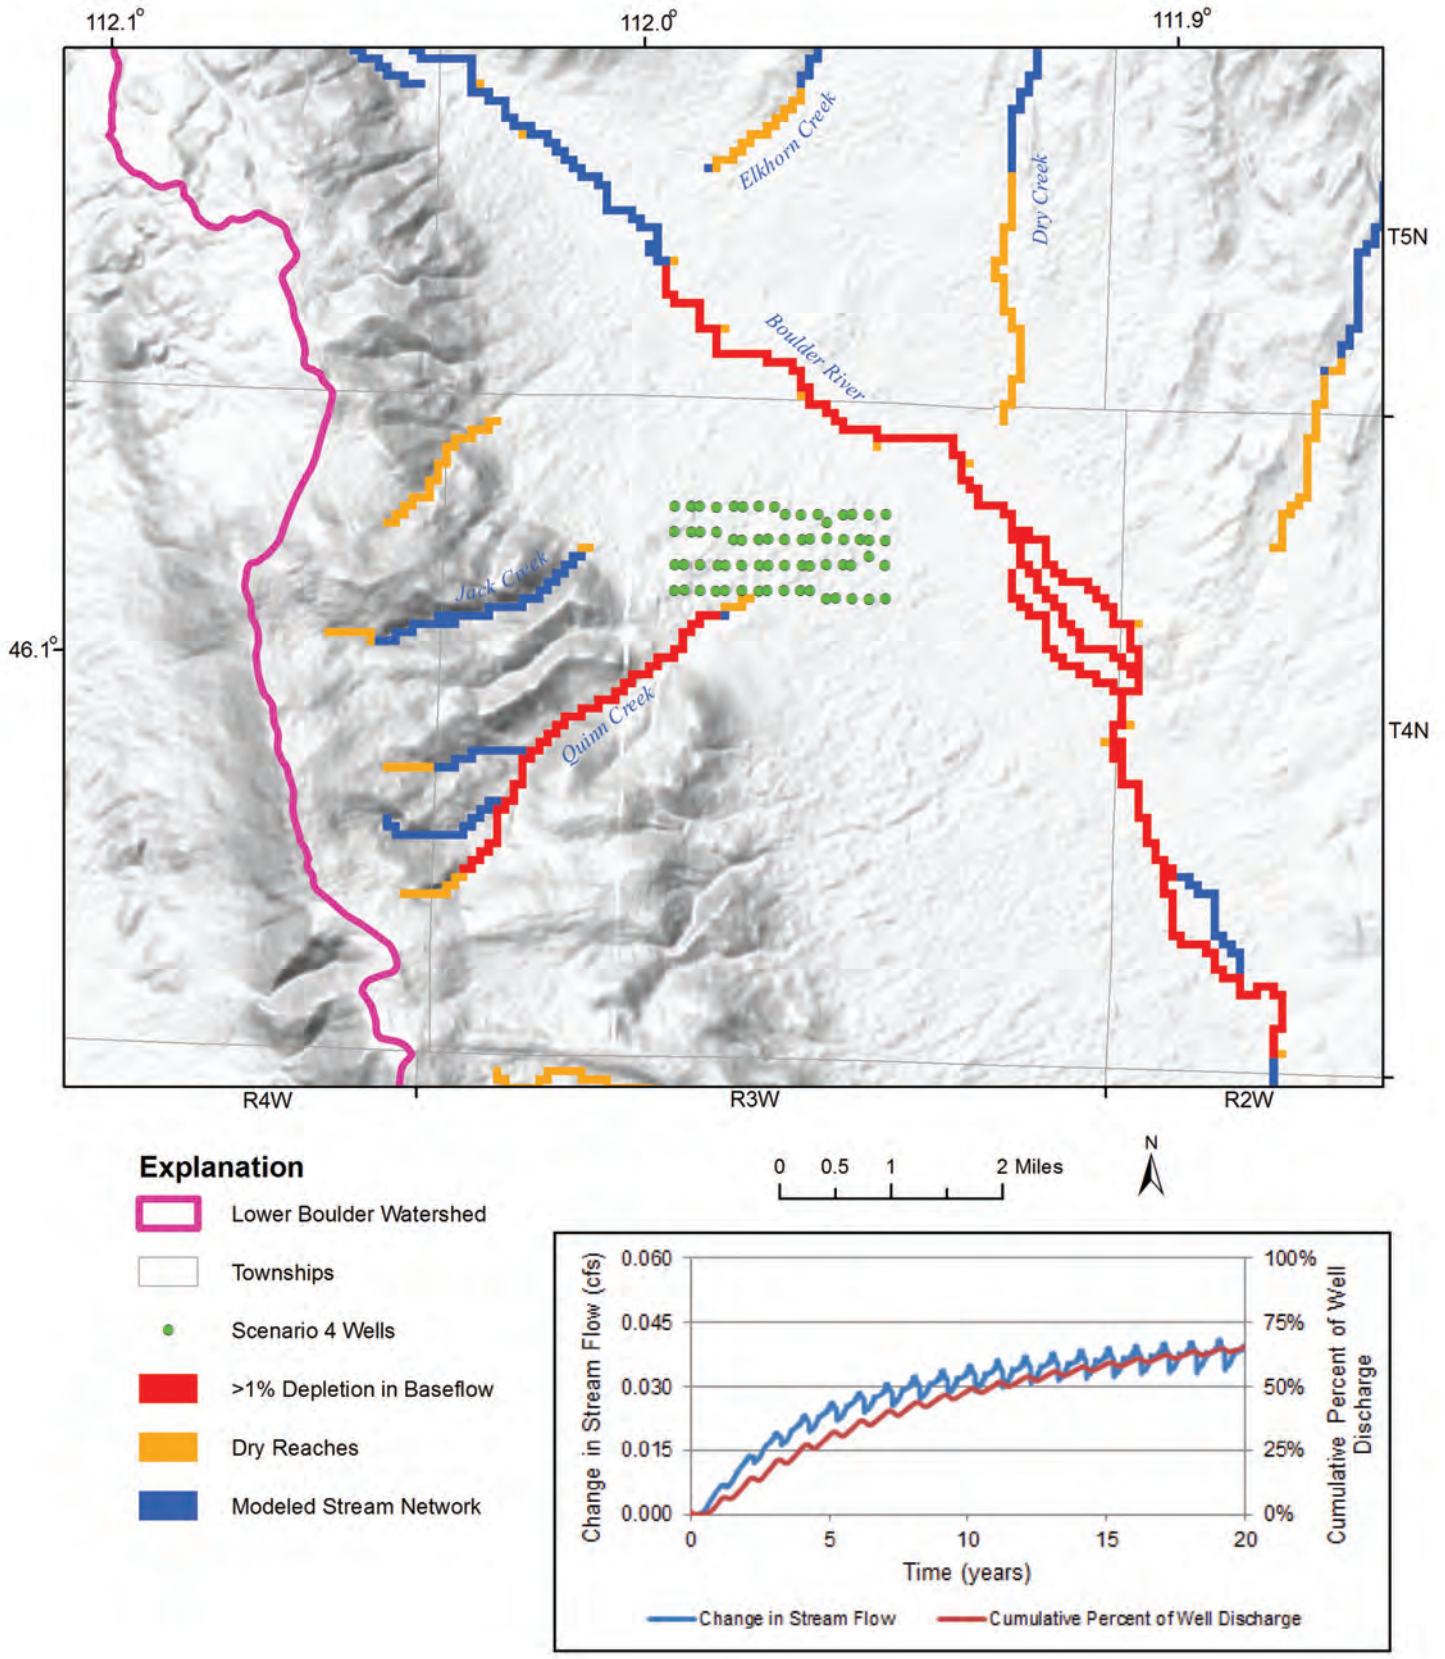 112.1°
112.0°
111.9°
Elkhorn Creek
Dry Creek
T5N
Boulder River
Jack Creek
46.1°
Quinn Creek
T4N
R4W
R3W
R2W
Explanation
Lower Boulder Watershed
Townships
Scenario 4 Wells
>1% Depletion in Baseflow
Dry Reaches
Modeled Stream Network
0 0.5 1 2 Miles
N
Change in Stream Flow (cfs)
0.060
0.045
0.030
0.015
0.000
100%
75%
50%
25%
0%
Cumulative Percent of Well
Discharge
0 5 10 15 20
Time (years)
Change in Stream Flow
Cumulative Percent of Well Discharge